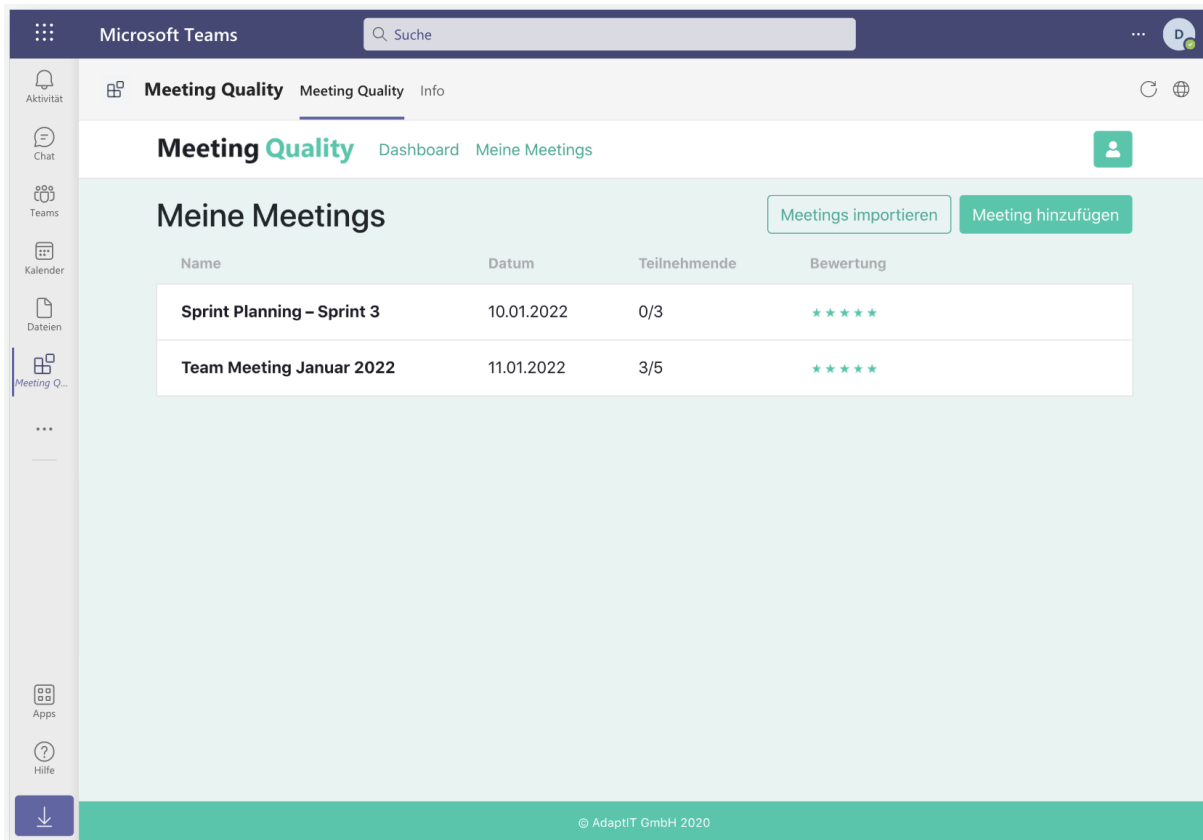 Microsoft Teams
Suche
D
Aktivität
Chat
Teams
Kalender
Dateien
Meeting Q...
Apps
Hilfe
Meeting Quality Meeting Quality Info
Meeting Quality Dashboard Meine Meetings
Meine Meetings Meetings importieren Meeting hinzufügen
Name Datum Teilnehmende Bewertung
Sprint Planning – Sprint 3 10.01.2022 0/3 ★★★★★
Team Meeting Januar 2022 11.01.2022 3/5 ★★★★★
© AdaptIT GmbH 2020